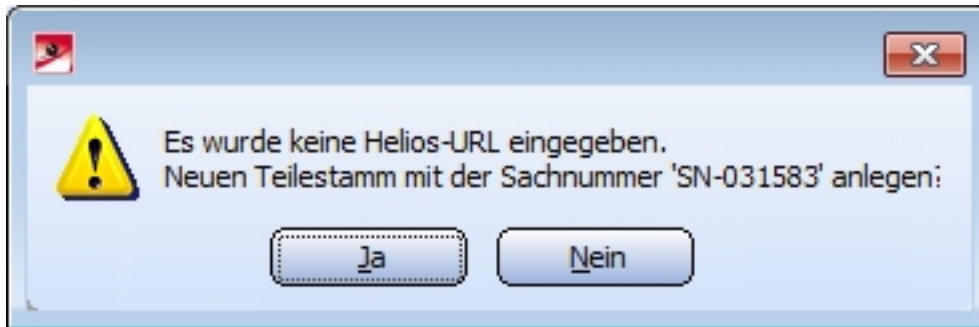 Es wurde keine Helios-URL eingegeben.
Neuen Teilestamm mit der Sachnummer 'SN-031583' anlegen?
Ja
Nein